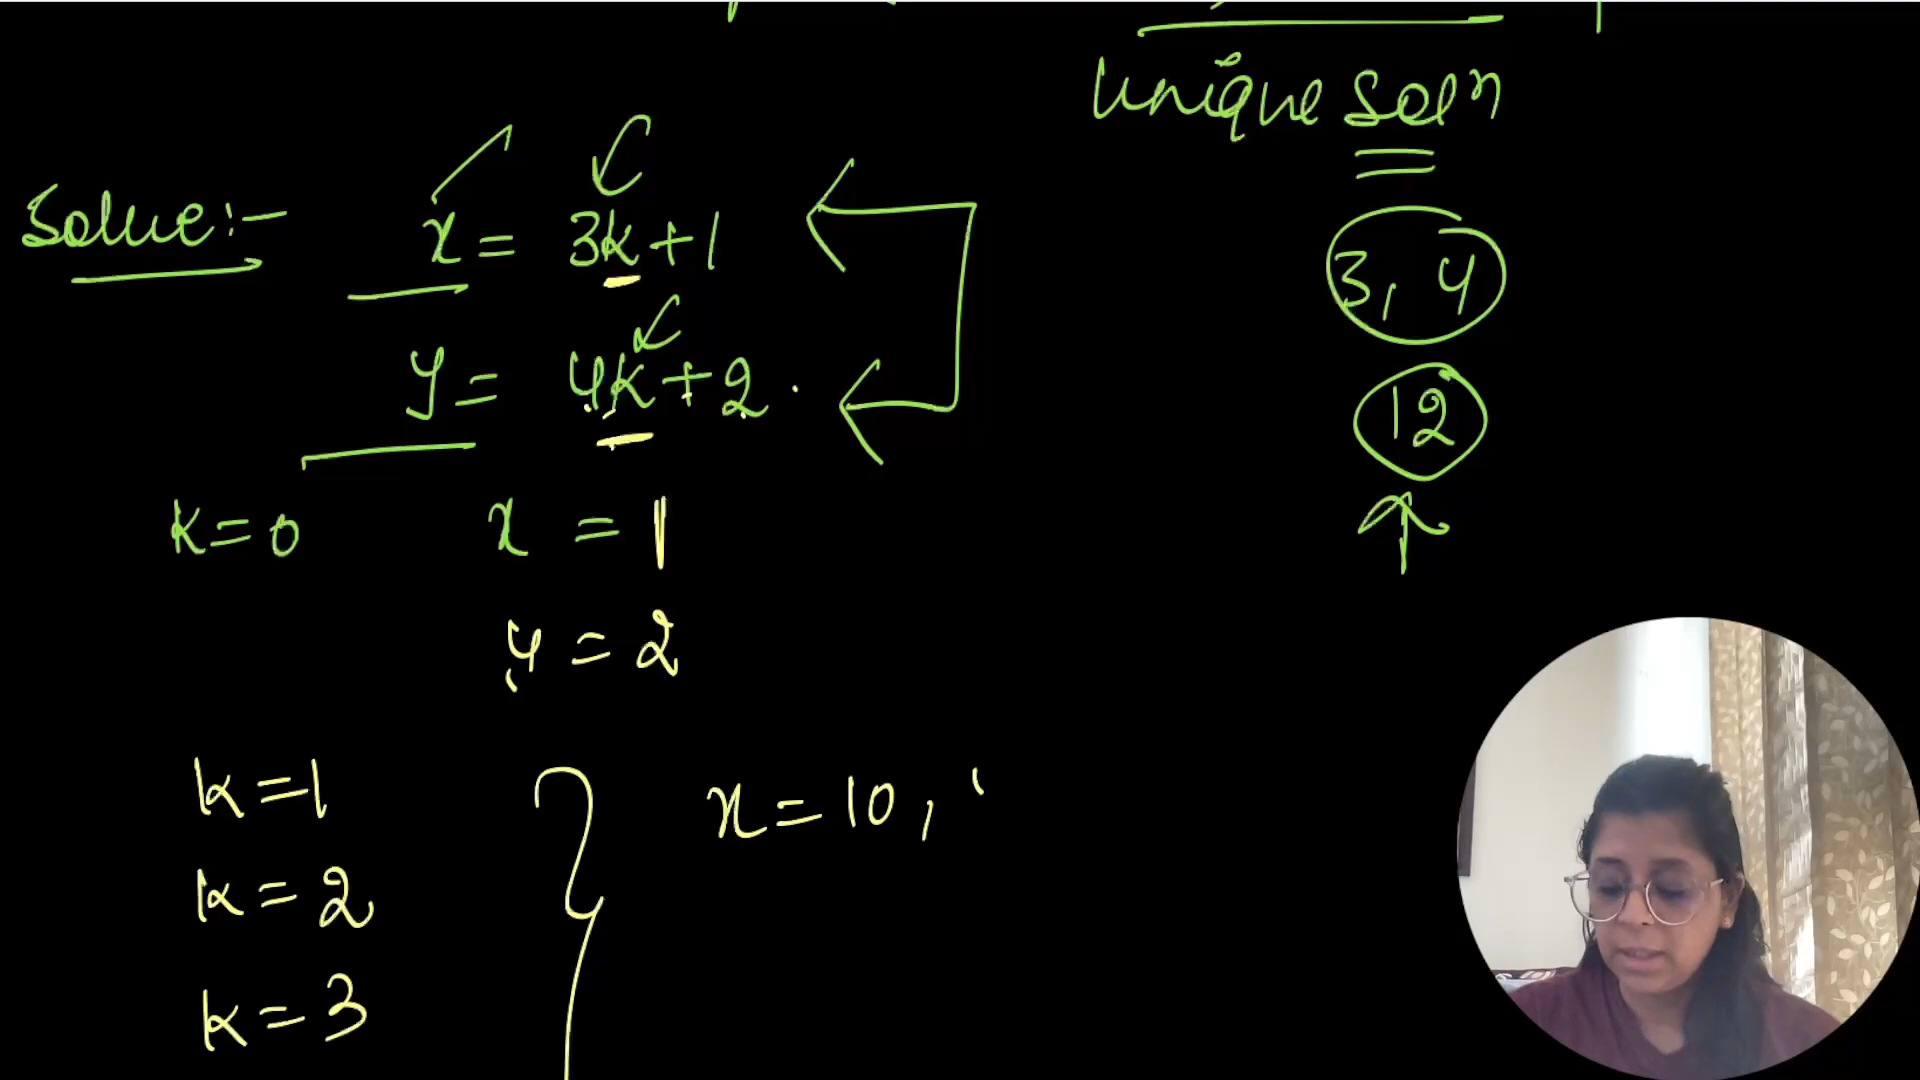 Unique Soln
Solve:-
x = 3k+1
y = 4k+2
3, 4
12
k=0
x = 1
y = 2
k=1
k=2
k=3
x=10,